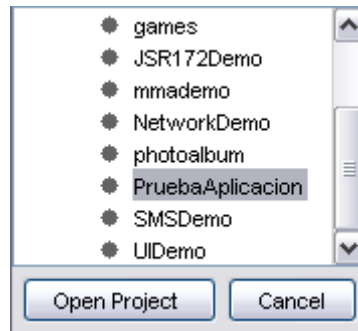 games
JSR172Demo
mmademo
NetworkDemo
photoalbum
PruebaAplicacion
SMSDemo
UIDemo
Open Project Cancel